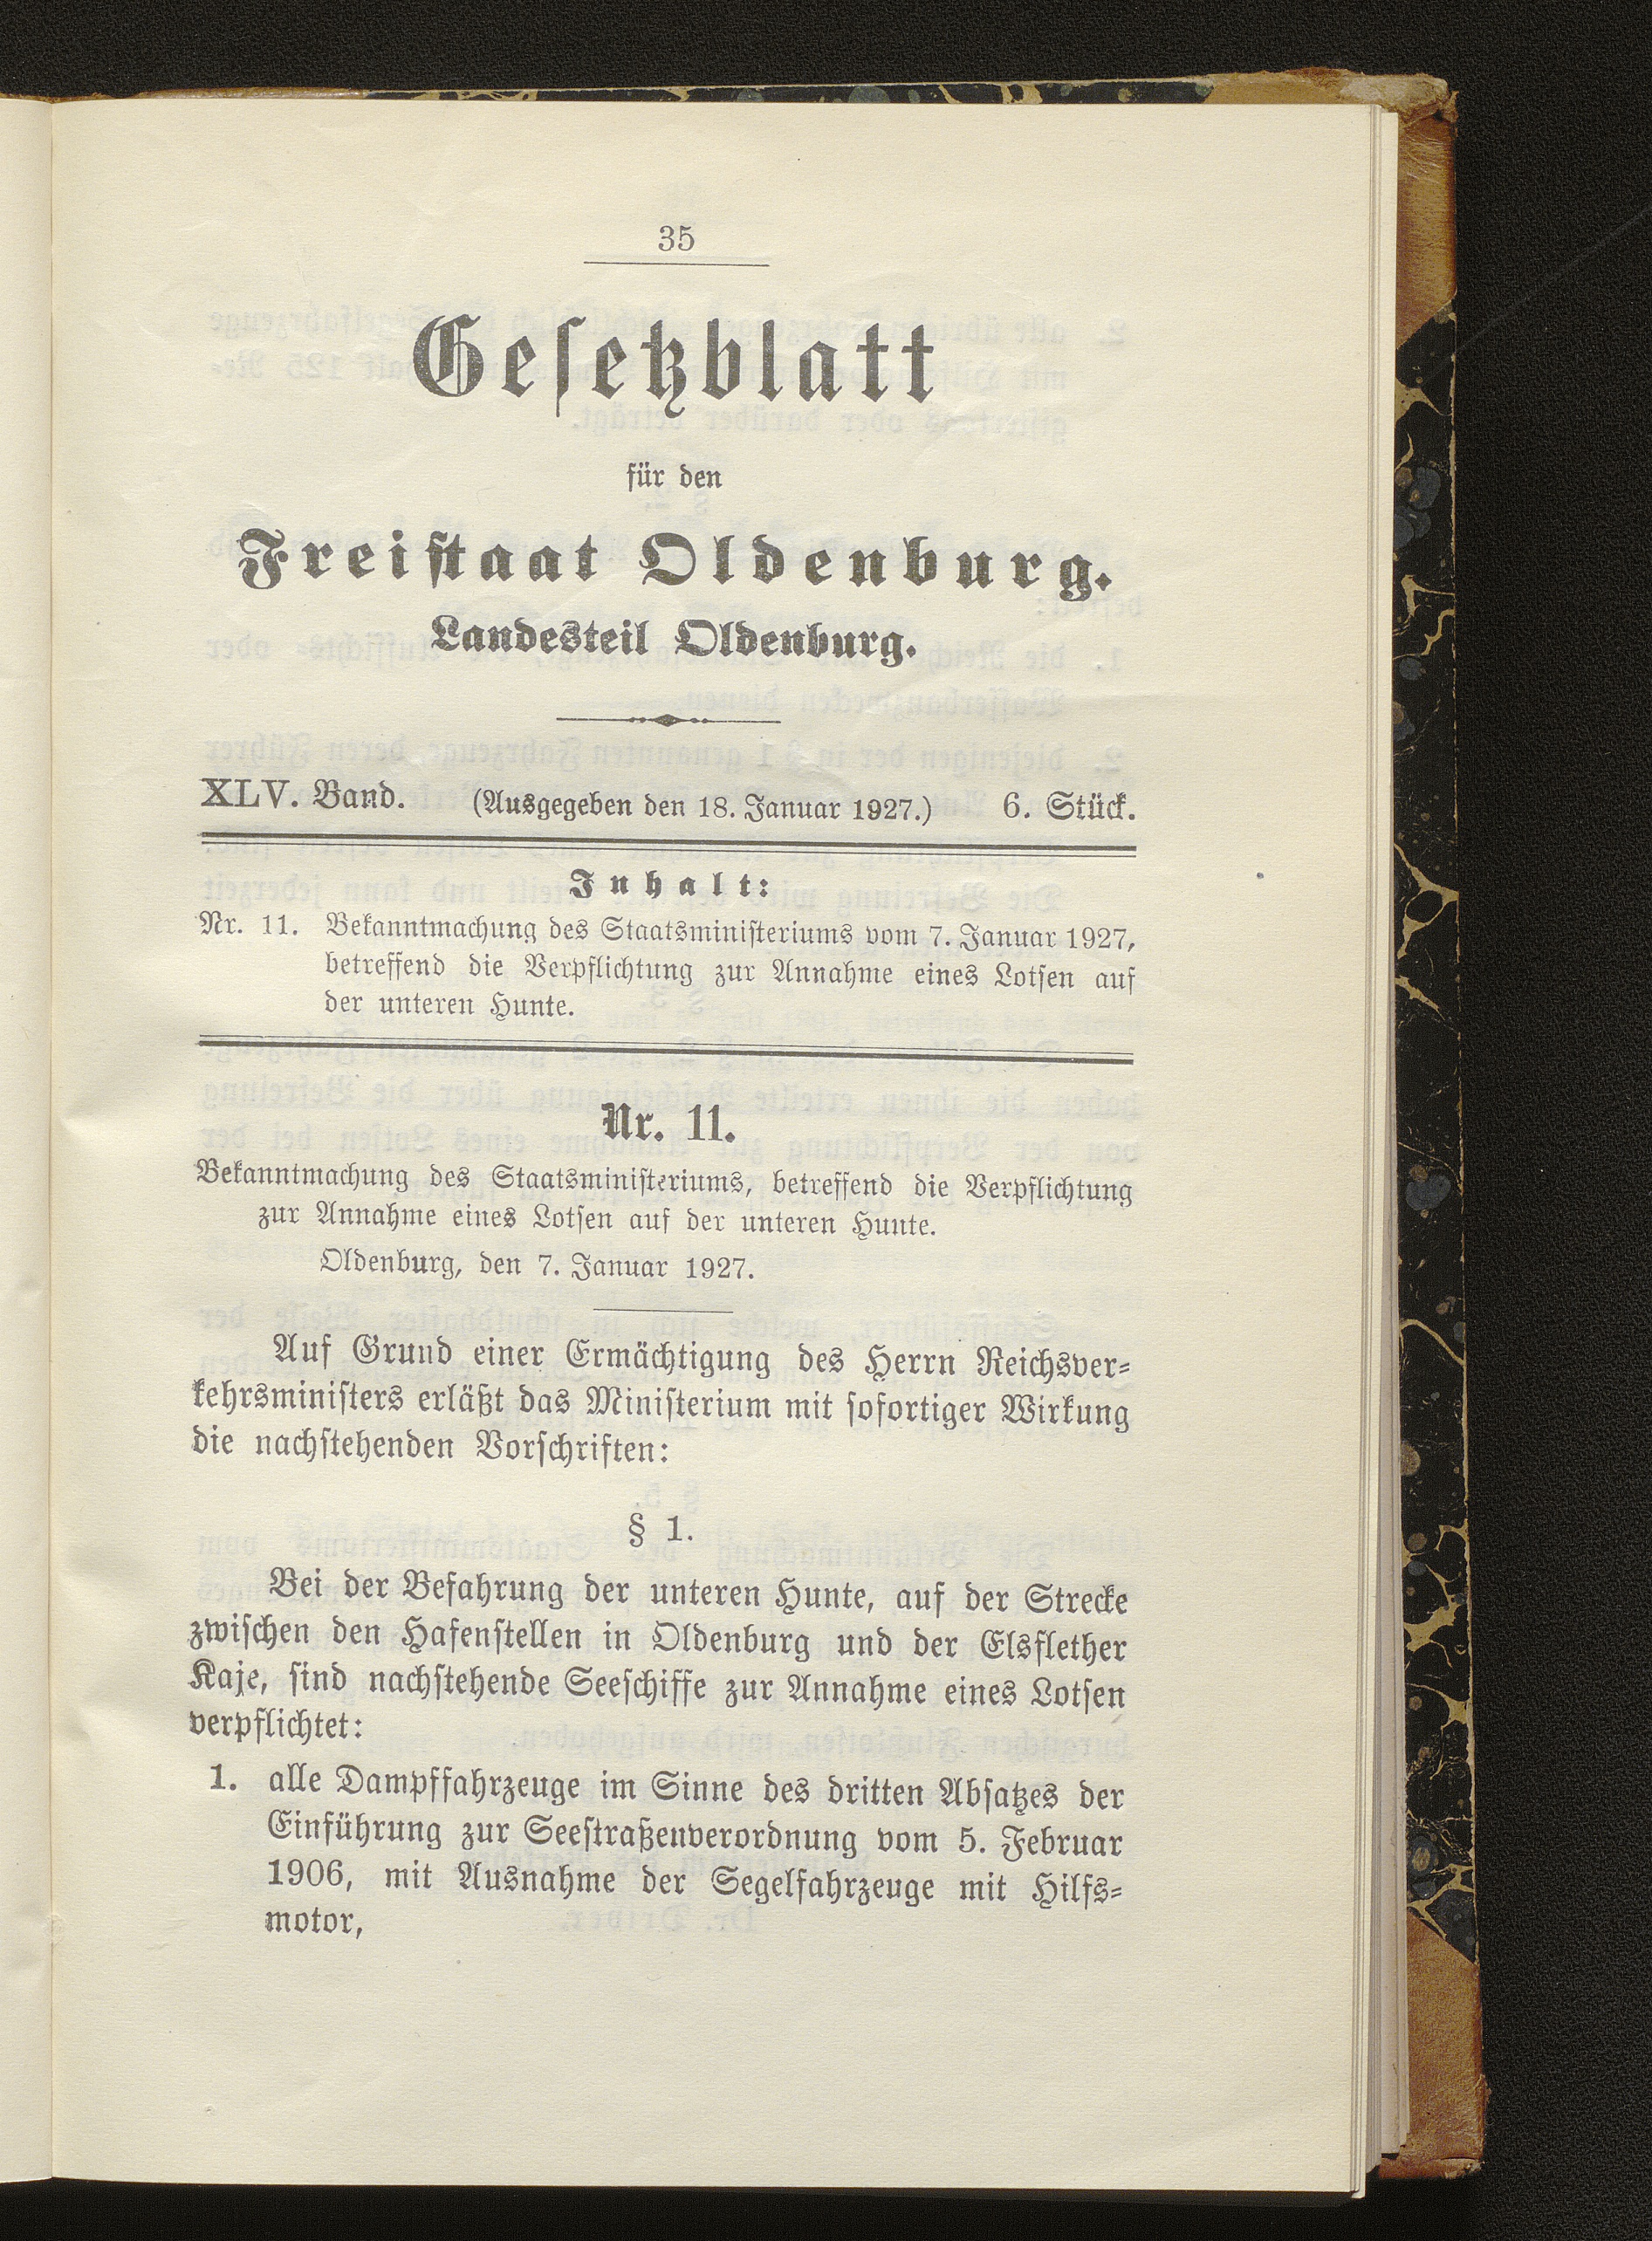 35
Gesetzblatt
für den
Freistaat Oldenburg.
Landesteil Oldenburg.
XLV. Band. (Ausgegeben den 18. Januar 1927.) 6. Stück.
Inhalt:
Nr. 11. Bekanntmachung des Staatsministeriums vom 7. Januar 1927,
betreffend die Verpflichtung zur Annahme eines Lotsen auf
der unteren Hunte.
Nr. 11.
Bekanntmachung des Staatsministeriums, betreffend die Verpflichtung
zur Annahme eines Lotsen auf der unteren Hunte.
Oldenburg, den 7. Januar 1927.
Auf Grund einer Ermächtigung des Herrn Reichsver-
kehrsministers erläßt das Ministerium mit sofortiger Wirkung
die nachstehenden Vorschriften:
§ 1.
Bei der Befahrung der unteren Hunte, auf der Strecke
zwischen den Hafenstellen in Oldenburg und der Elsflether
Kaje, sind nachstehende Seeschiffe zur Annahme eines Lotsen
verpflichtet:
1. alle Dampffahrzeuge im Sinne des dritten Absatzes der
Einführung zur Seestraßenverordnung vom 5. Februar
1906, mit Ausnahme der Segelfahrzeuge mit Hilfs-
motor,